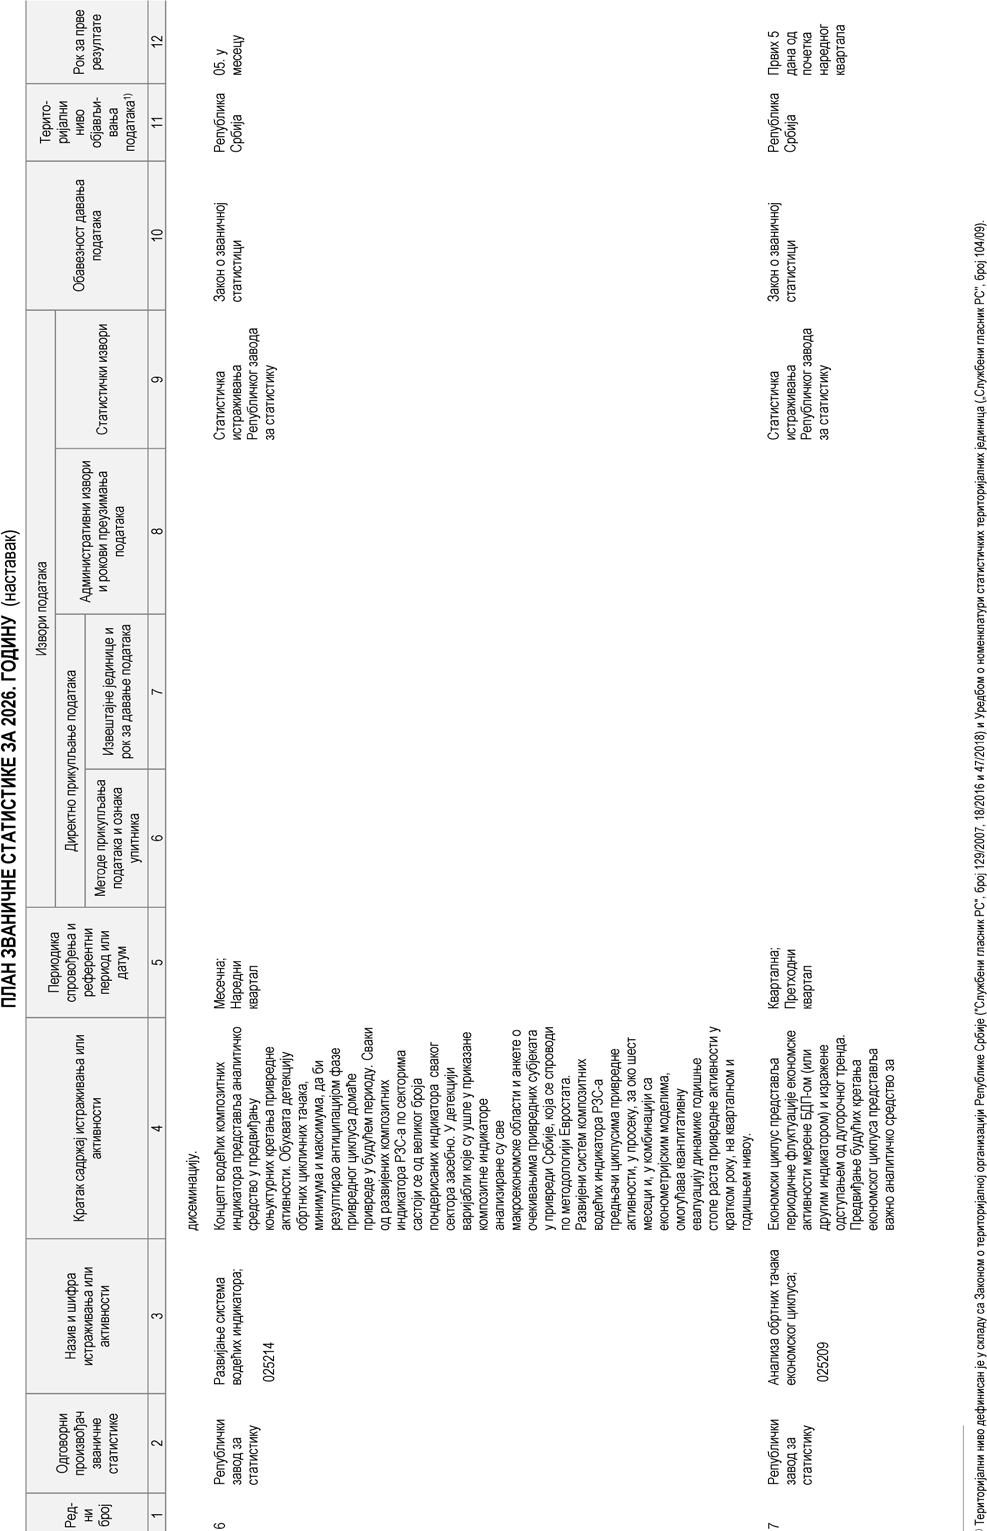 ПЛАН ЗВАНИЧНЕ СТАТИСТИКЕ ЗА 2026. ГОДИНУ (наставак)
Ред-
ни
број
Одговорни
произвођач
званичне
статистике
Назив и шифра
истраживања или
активности
Кратак садржај истраживања или
активности
Периодика
спровођења и
референтни
период или
датум
Извори података
Директно прикупљање података
Методе прикупљања
података и ознака
упитника
Извештајне јединице и
рок за давање података
Административни извори
и рокови преузимања
података
Статистички извори
Обавезност давања
података
Терито-
ријални
ниво
објављи-
вања
података1)
Рок за прве
резултате
1
2
3
4
5
6
7
8
9
10
11
12
дисеминацију.
6
Републички
завод за
статистику
Развијање система
водећих индикатора;
025214
Концепт водећих композитних
индикатора представља аналитичко
средство у предвиђању
коњуктурних кретања привредне
активности. Обухвата детекцију
обртних цикличних тачака,
минимума и максимума, да би
резултирао антиципацијом фазе
привредног циклуса домаће
привреде у будућем периоду. Сваки
од развијених композитних
индикатора РЗС-а по секторима
састоји се од великог броја
пондерисаних индикатора сваког
сектора засебно. У детекцији
варијабли које су ушле у приказане
композитне индикаторе
анализиране су све
макроекономске области и анкете о
очекивањима привредних субјеката
у привреди Србије, која се спроводи
по методологији Евростата.
Развијени систем композитних
водећих индикатора РЗС-а
предњачи циклусима привредне
активности, у просеку, за око шест
месеци и, у комбинацији са
економетријским моделима,
омогућава квантитативну
евалуацију динамике годишње
стопе раста привредне активности у
кратком року, на кварталном и
годишњем нивоу.
Месечна;
Наредни
квартал
Статистичка
истраживања
Републичког завода
за статистику
Закон о званичној
статистици
Република
Србија
05. у
месецу
7
Републички
завод за
статистику
Анализа обртних тачака
економског циклуса;
025209
Економски циклус представља
периодичне флуктуације економске
активности мерене БДП-ом (или
другим индикатором) и изражене
одступањем од дугорочног тренда.
Предвиђање будућих кретања
економског циклуса представља
важно аналитичко средство за
Квартална;
Претходни
квартал
Статистичка
истраживања
Републичког завода
за статистику
Закон о званичној
статистици
Република
Србија
Првих 5
дана од
почетка
наредног
квартала
) Територијални ниво дефинисан је у складу са Законом о територијалној организацији Републике Србије ("Службени гласник РС", број 129/2007, 18/2016 и 47/2018) и Уредбом о номенклатури статистичких територијалних јединица („Службени гласник РС", број 104/09).